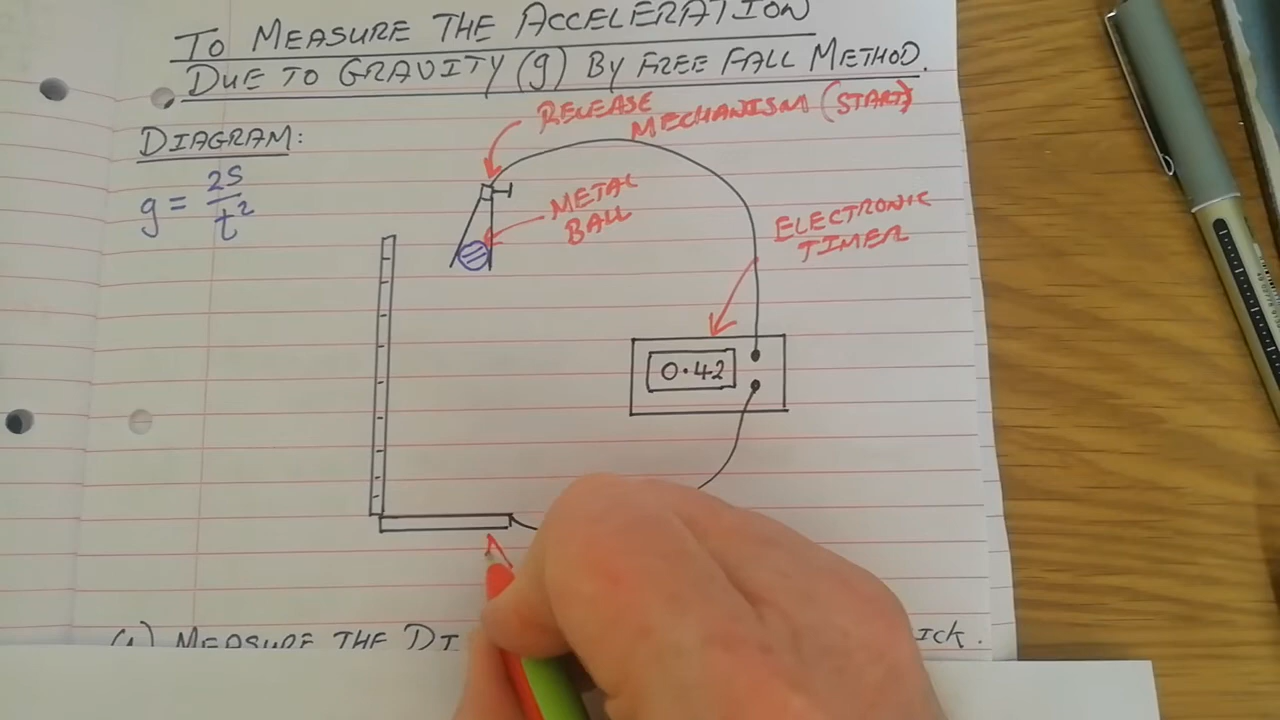 TO MEASURE THE ACCELERATION
DUE TO GRAVITY (g) BY FREE FALL METHOD.
RELEASE
MECHANISM (START)
DIAGRAM:
g = 2S / t²
METAL
BALL
ELECTRONIC
TIMER
0.42
(1) MEASURE THE DI
ICK.